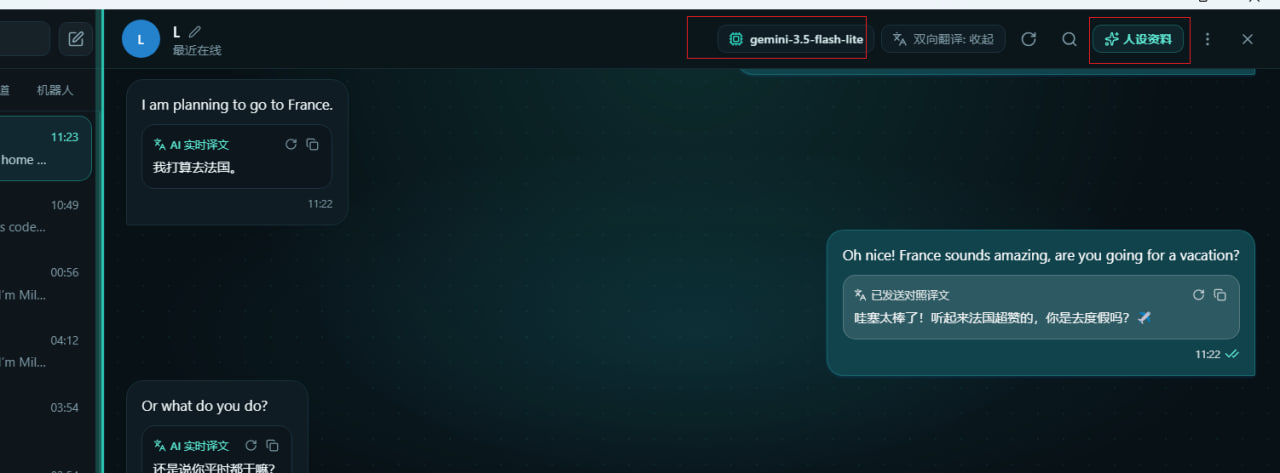 L
L
最近在线
gemini-3.5-flash-lite
双向翻译: 收起
人设资料
道
机器人
11:23
home ...
10:49
s code...
00:56
I'm Mil...
04:12
I'm Mil...
03:54
I am planning to go to France.
AI 实时译文
我打算去法国。
11:22
Oh nice! France sounds amazing, are you going for a vacation?
已发送对照译文
哇塞太棒了！听起来法国超赞的，你是去度假吗？
11:22
Or what do you do?
AI 实时译文
还是说你平时都干嘛?